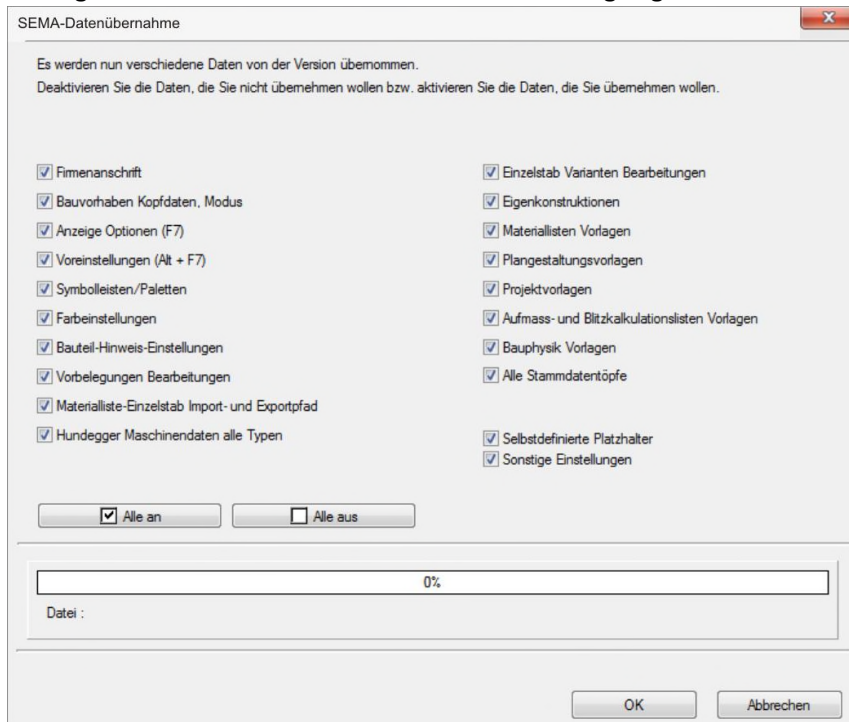 SEMA-Datenübernahme
Es werden nun verschiedene Daten von der Version übernommen.
Deaktivieren Sie die Daten, die Sie nicht übernehmen wollen bzw. aktivieren Sie die Daten, die Sie übernehmen wollen.
Firmenanschrift
Bauvorhaben Kopfdaten, Modus
Anzeige Optionen (F7)
Voreinstellungen (Alt + F7)
Symbolleisten/Paletten
Farbeinstellungen
Bauteil-Hinweis-Einstellungen
Vorbelegungen Bearbeitungen
Materialliste-Einzelstab Import- und Exportpfad
Hundegger Maschinendaten alle Typen
Einzelstab Varianten Bearbeitungen
Eigenkonstruktionen
Materiallisten Vorlagen
Plangestaltungsvorlagen
Projektvorlagen
Aufmass- und Blitzkalkulationslisten Vorlagen
Bauphysik Vorlagen
Alle Stammdatentöpfe
Selbstdefinierte Platzhalter
Sonstige Einstellungen
Alle an
Alle aus
0%
Datei :
OK
Abbrechen